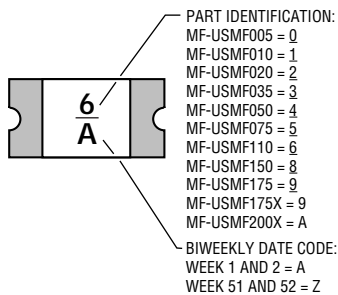 PART IDENTIFICATION:
MF-USMF005 = 0
MF-USMF010 = 1
MF-USMF020 = 2
MF-USMF035 = 3
MF-USMF050 = 4
MF-USMF075 = 5
MF-USMF110 = 6
MF-USMF150 = 8
MF-USMF175 = 9
MF-USMF175X = 9
MF-USMF200X = A
6
A
BIWEEKLY DATE CODE:
WEEK 1 AND 2 = A
WEEK 51 AND 52 = Z